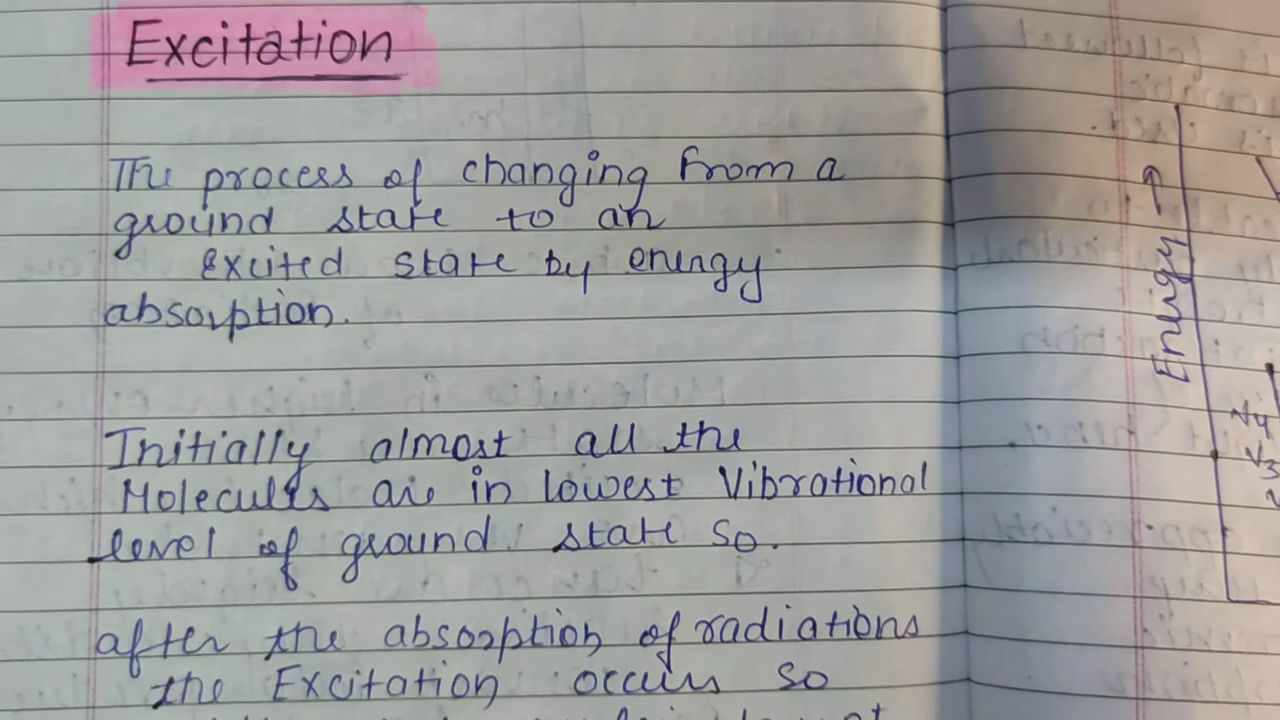 Excitation
The process of changing from a
ground state to an
excited state by energy
absorption.
Initially almost all the
Molecules are in lowest Vibrational
level of ground state so.
after the absorption of radiations
the Excitation occurs so
Energy →
V4
V3